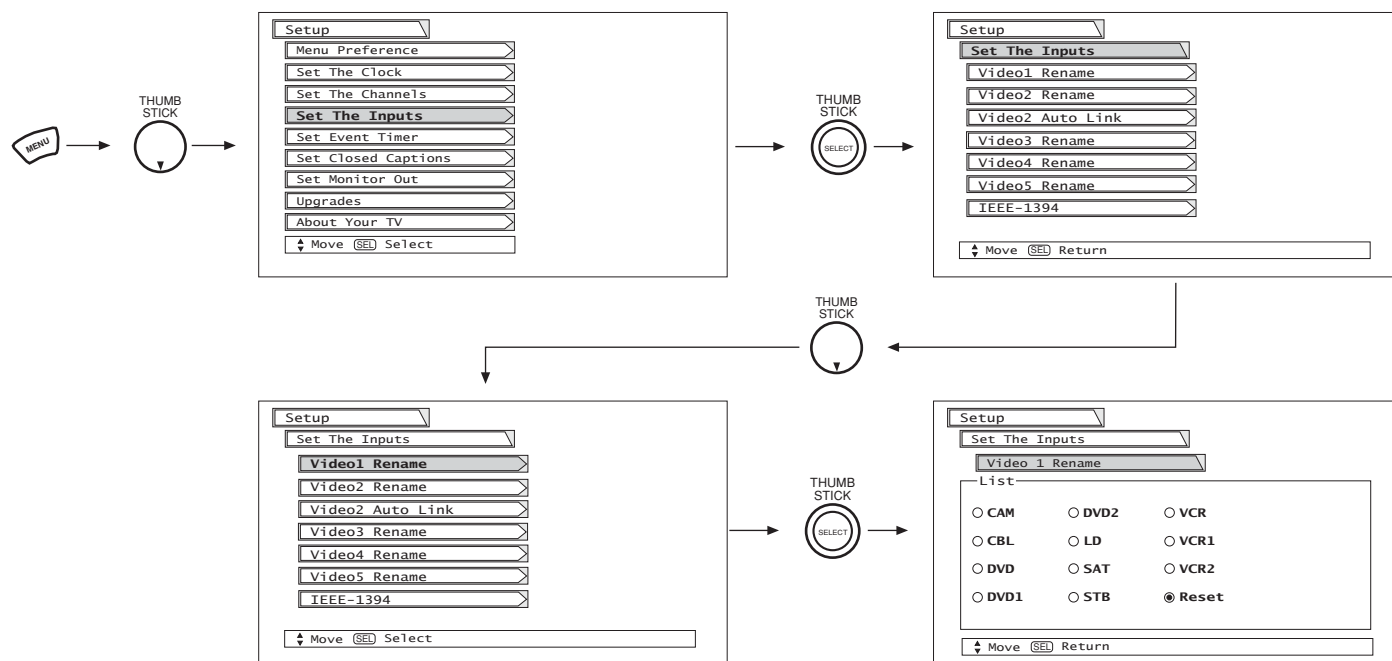 MENU
THUMB
STICK
Setup
Menu Preference
Set The Clock
Set The Channels
Set The Inputs
Set Event Timer
Set Closed Captions
Set Monitor Out
Upgrades
About Your TV
Move SEL Select
THUMB
STICK
SELECT
Setup
Set The Inputs
Video1 Rename
Video2 Rename
Video2 Auto Link
Video3 Rename
Video4 Rename
Video5 Rename
IEEE-1394
Move SEL Return
THUMB
STICK
Setup
Set The Inputs
Video1 Rename
Video2 Rename
Video2 Auto Link
Video3 Rename
Video4 Rename
Video5 Rename
IEEE-1394
Move SEL Select
THUMB
STICK
SELECT
Setup
Set The Inputs
Video 1 Rename
List
CAM DVD2 VCR
CBL LD VCR1
DVD SAT VCR2
DVD1 STB Reset
Move SEL Return